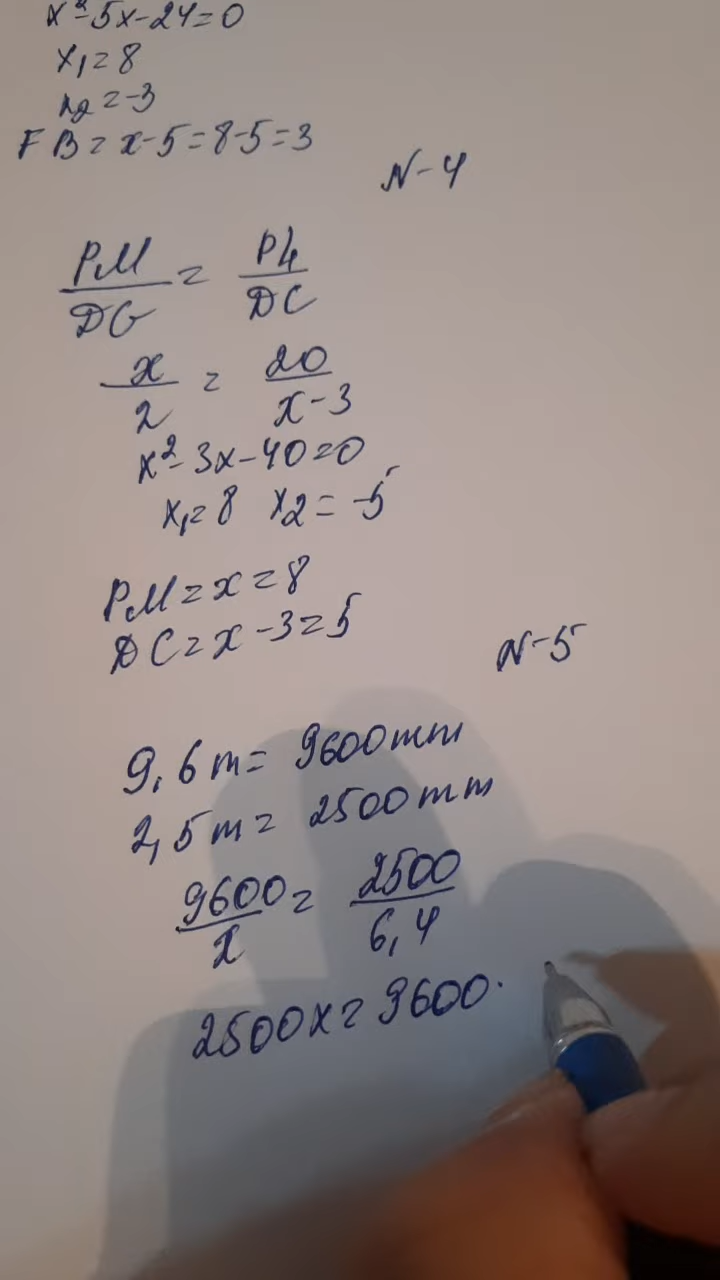 x²-5x-24=0
x₁=8
x₂=-3
FB=x-5=8-5=3
N-4
PM/DG = Ph/DC
x/2 = 20/x-3
x²-3x-40=0
x₁=8 x₂=-5
PM=x=8
DC=x-3=5
N-5
9,6m= 9600mm
2,5m= 2500mm
9600/x = 2500/6,4
2500x=9600·